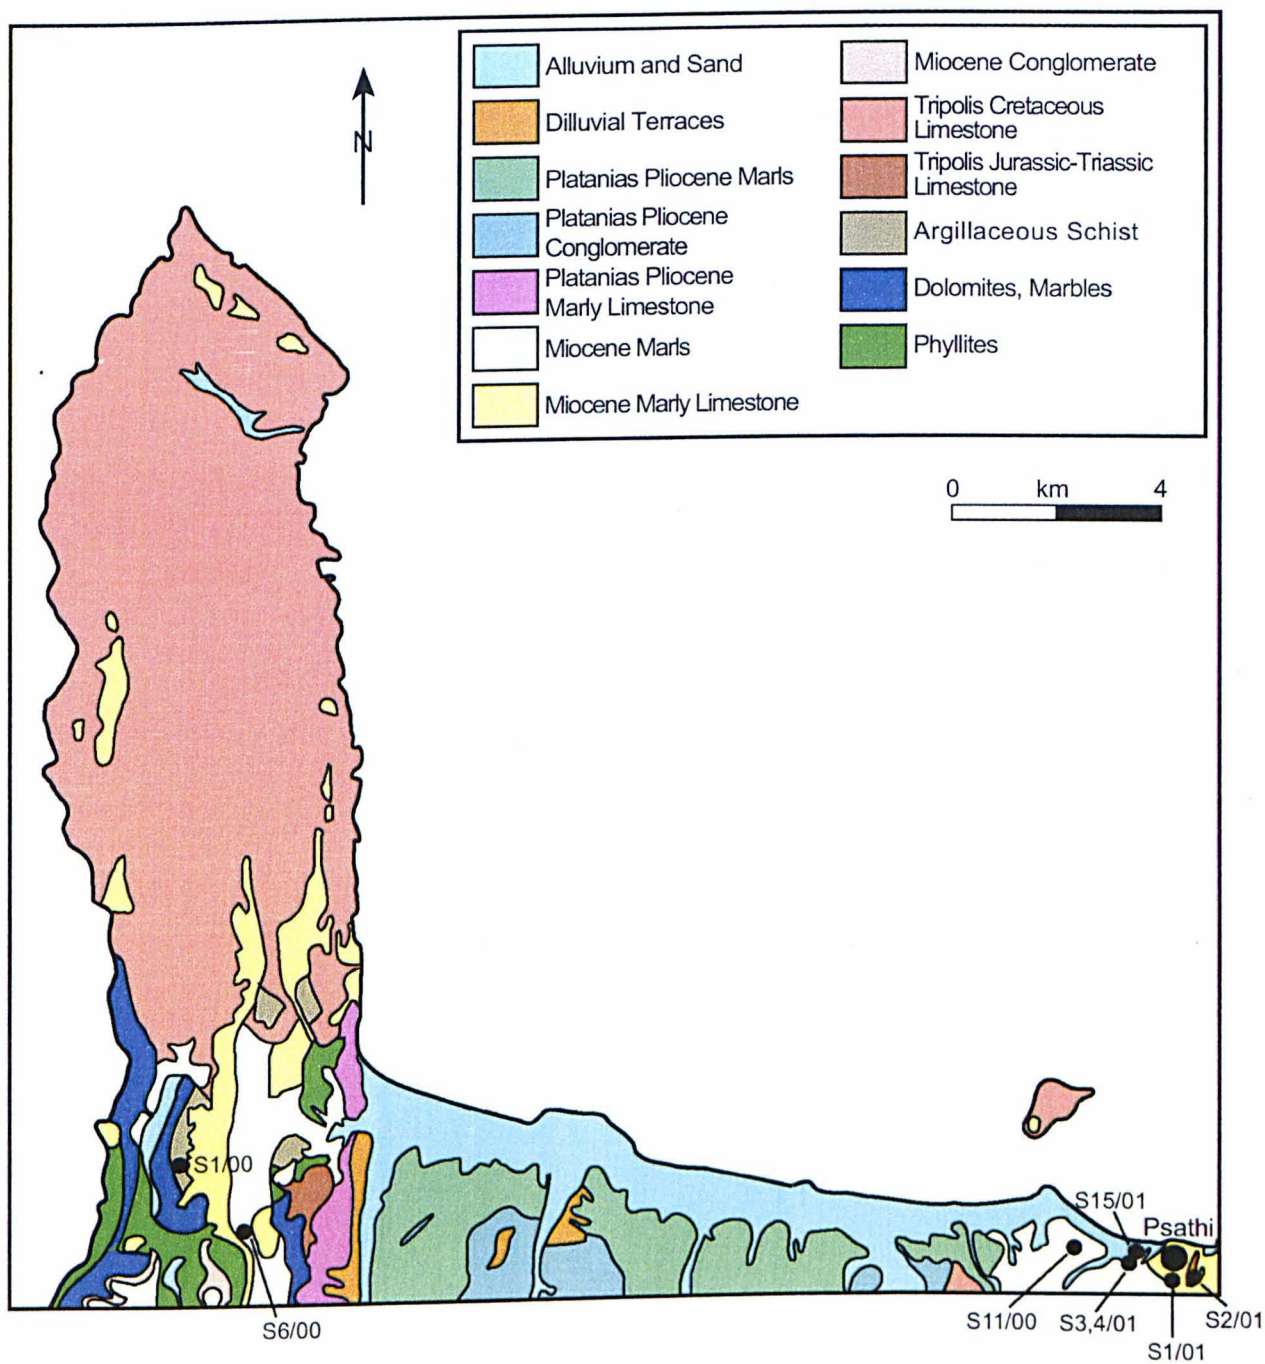 N
Alluvium and Sand
Dilluvial Terraces
Platanias Pliocene Marls
Platanias Pliocene
Conglomerate
Platanias Pliocene
Marly Limestone
Miocene Marls
Miocene Marly Limestone
Miocene Conglomerate
Tripolis Cretaceous
Limestone
Tripolis Jurassic-Triassic
Limestone
Argillaceous Schist
Dolomites, Marbles
Phyllites
0 km 4
S1/00
S6/00
S15/01
Psathi
S11/00
S3,4/01
S2/01
S1/01